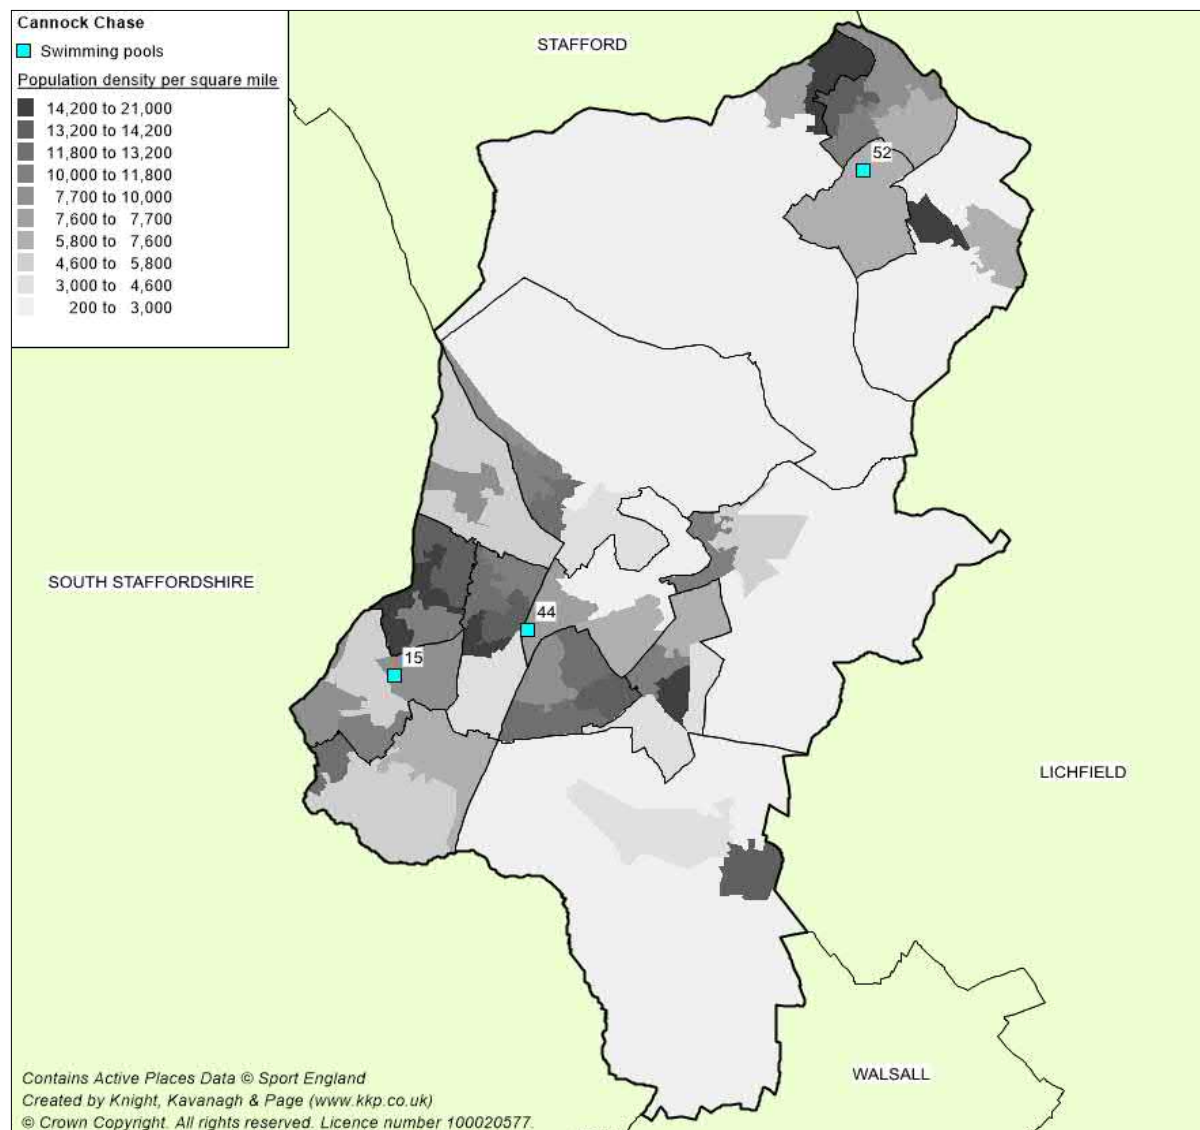 Cannock Chase
Swimming pools
Population density per square mile
14,200 to 21,000
13,200 to 14,200
11,800 to 13,200
10,000 to 11,800
7,700 to 10,000
7,600 to 7,700
5,800 to 7,600
4,600 to 5,800
3,000 to 4,600
200 to 3,000
STAFFORD
52
SOUTH STAFFORDSHIRE
44
15
LICHFIELD
WALSALL
Contains Active Places Data © Sport England
Created by Knight, Kavanagh & Page (www.kkp.co.uk)
© Crown Copyright. All rights reserved. Licence number 100020577.